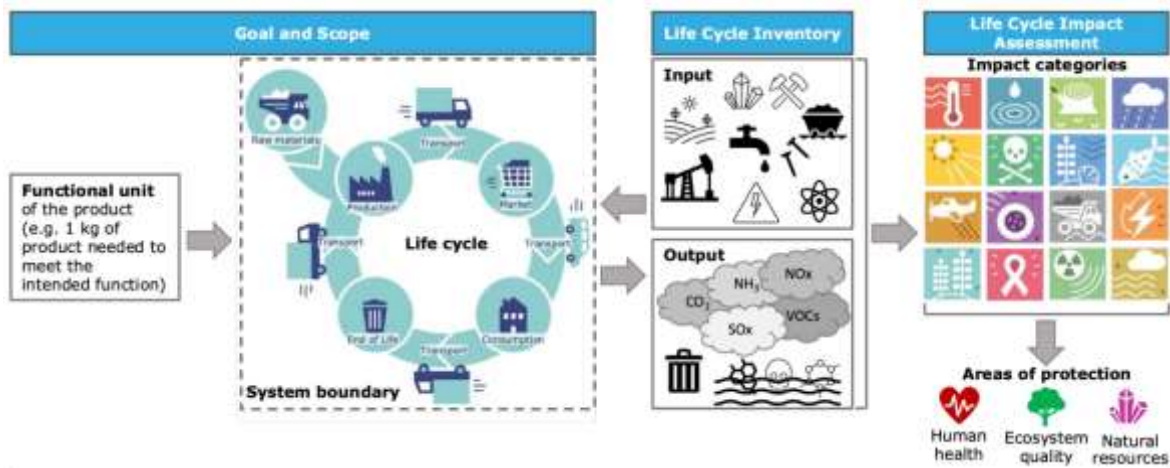 Goal and Scope
Life Cycle Inventory
Life Cycle Impact
Assessment
Functional unit
of the product
(e.g. 1 kg of
product needed to
meet the
intended function)
Raw materials
Transport
Production
Market
Transport
Life cycle
Transport
End of Life
Consumption
Transport
System boundary
Input
Output
NOx
NH3
CO2
VOCs
SOx
Impact categories
Areas of protection
Human
health
Ecosystem
quality
Natural
resources